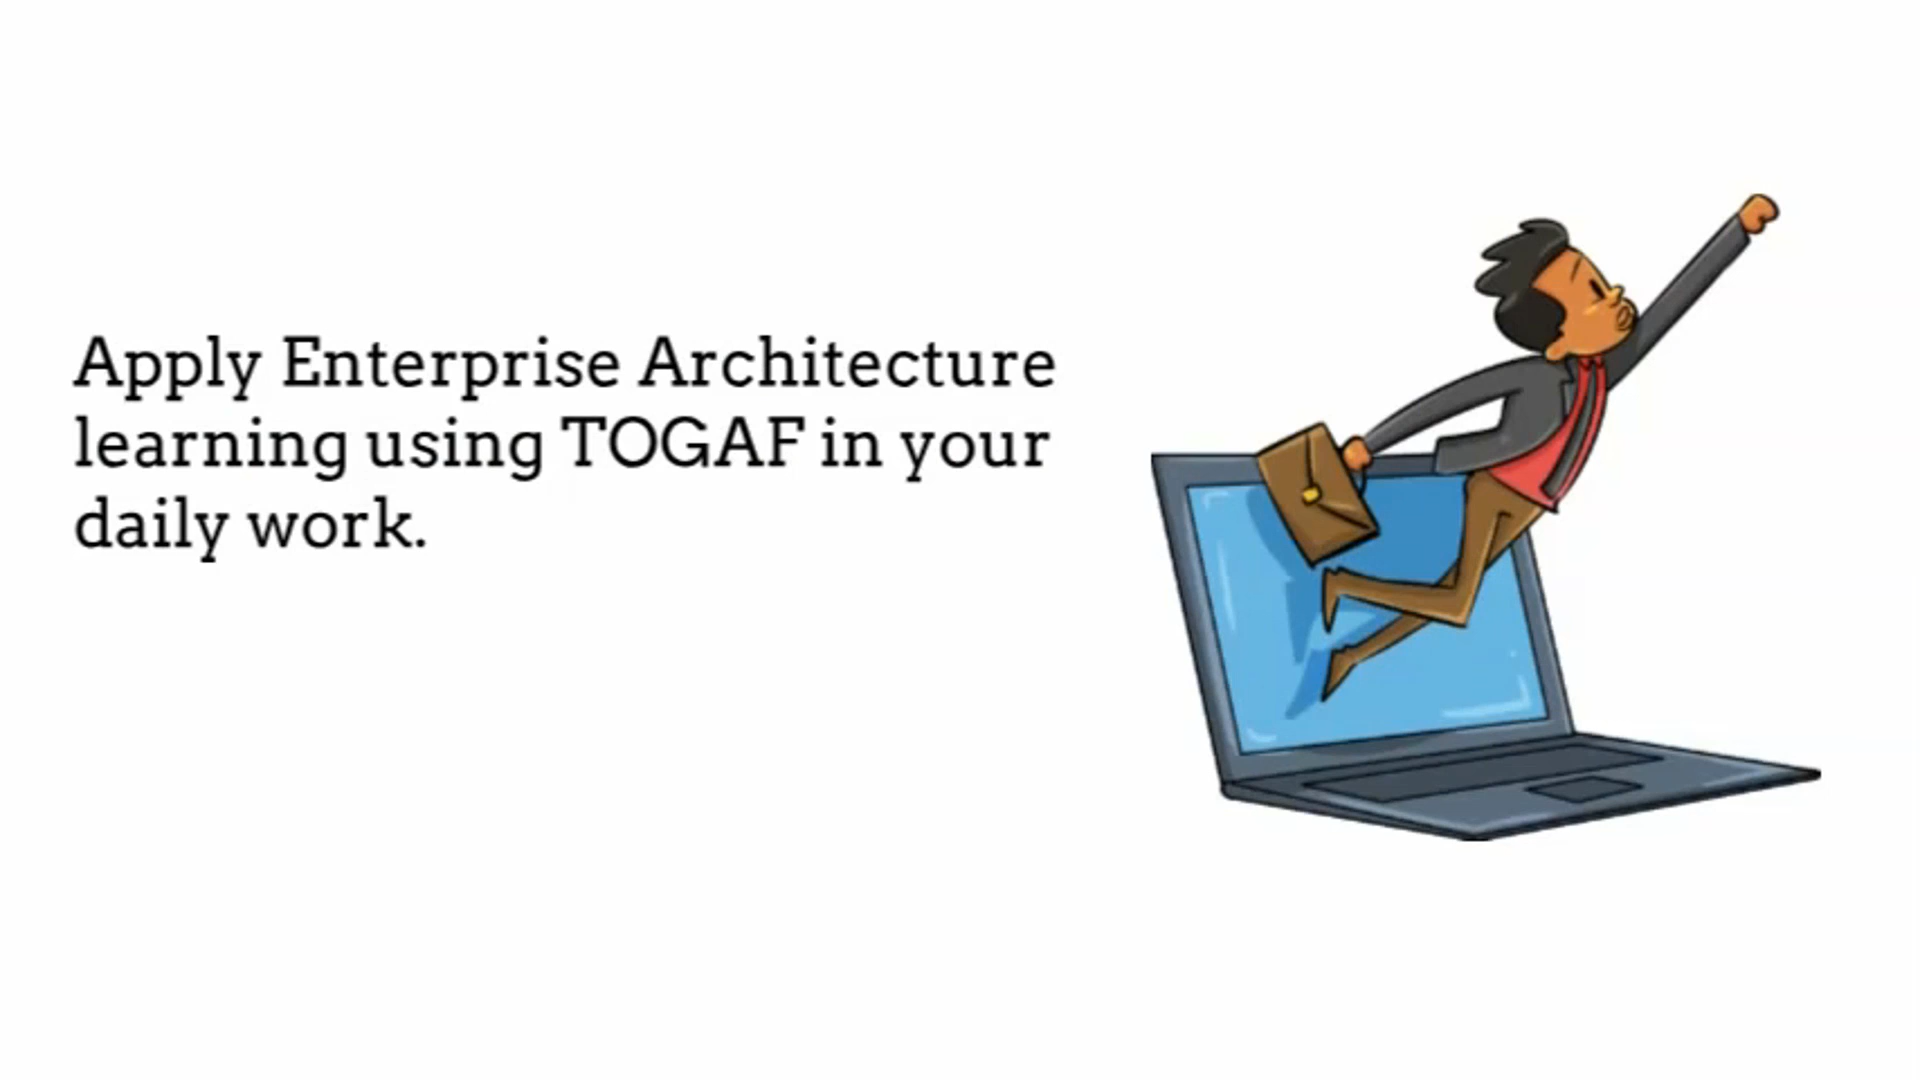 Apply Enterprise Architecture
learning using TOGAF in your
daily work.